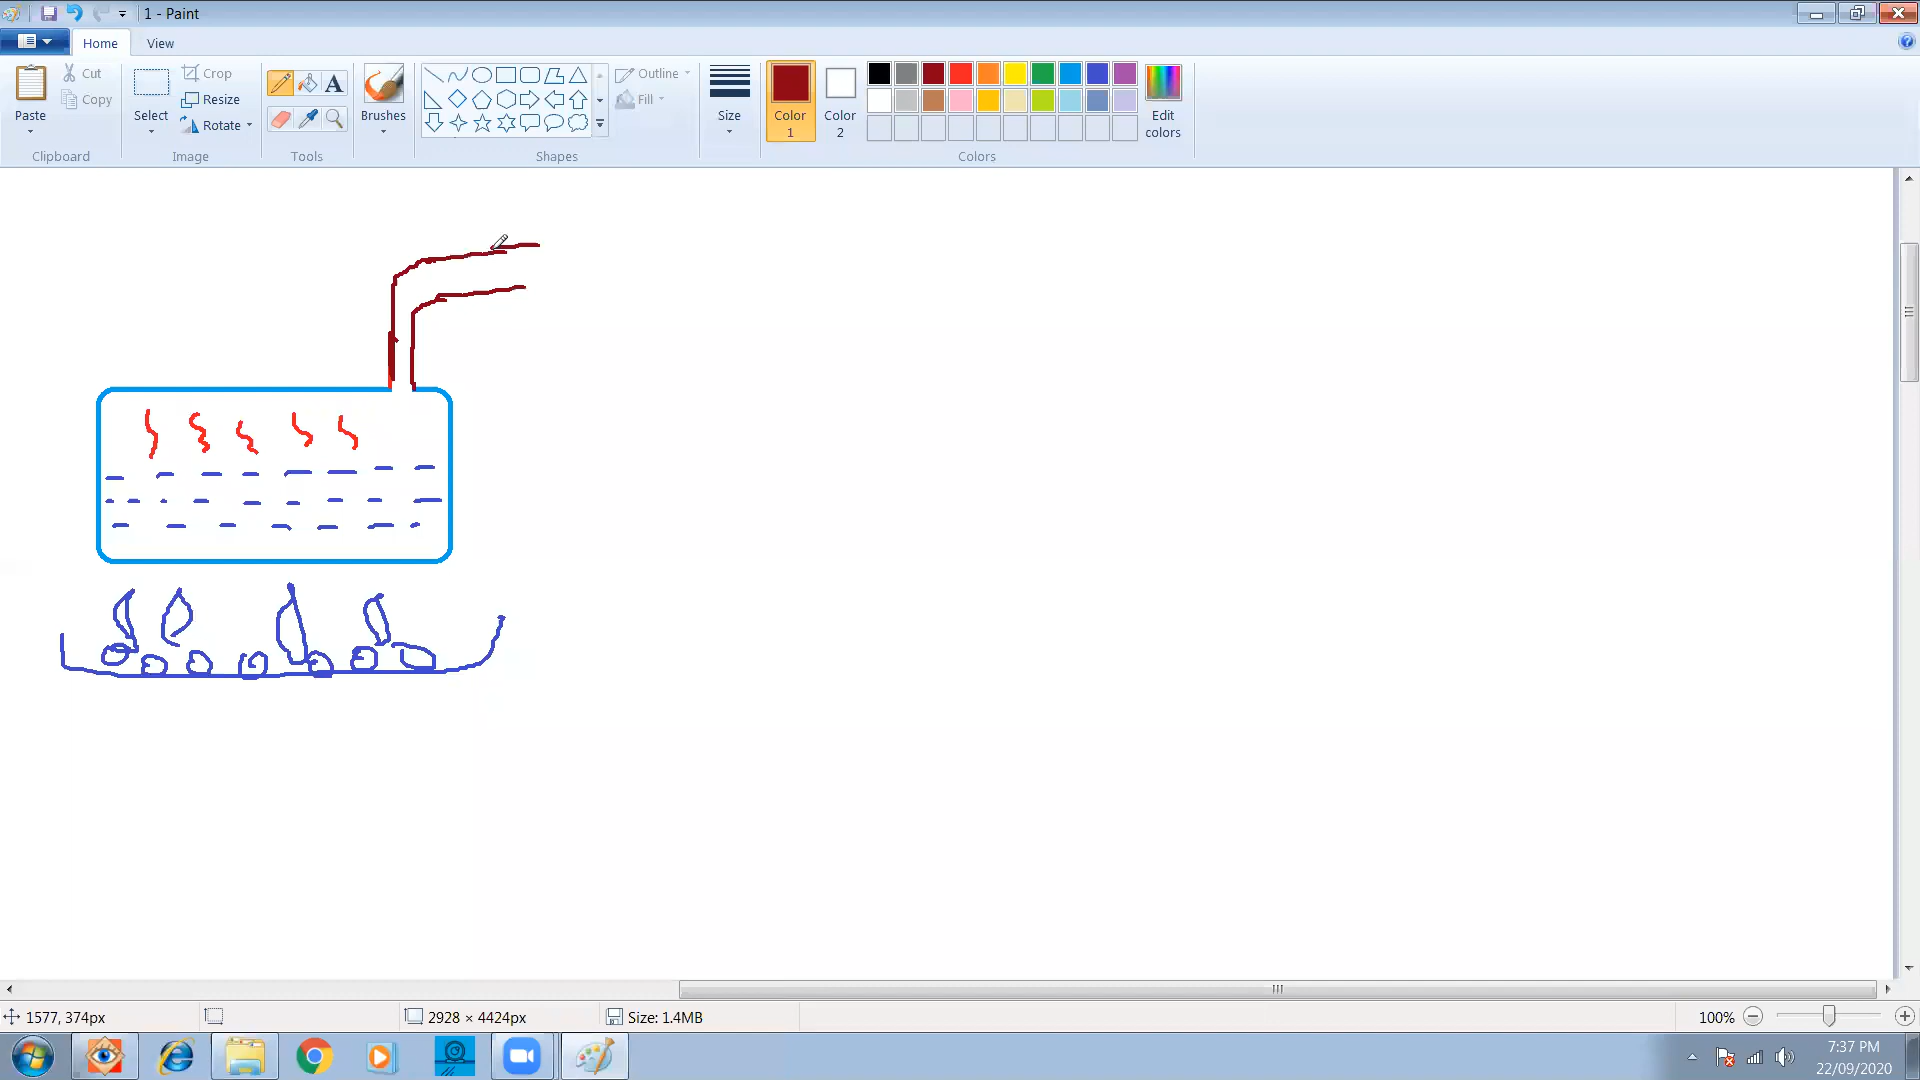 1 - Paint
Home View
Paste
Cut
Copy
Clipboard
Select
Crop
Resize
Rotate
Image
A
Tools
Brushes
Outline
Fill
Shapes
Size
Color
1
Color
2
Edit
colors
Colors
1577, 374px
2928 × 4424px
Size: 1.4MB
100%
7:37 PM
22/09/2020